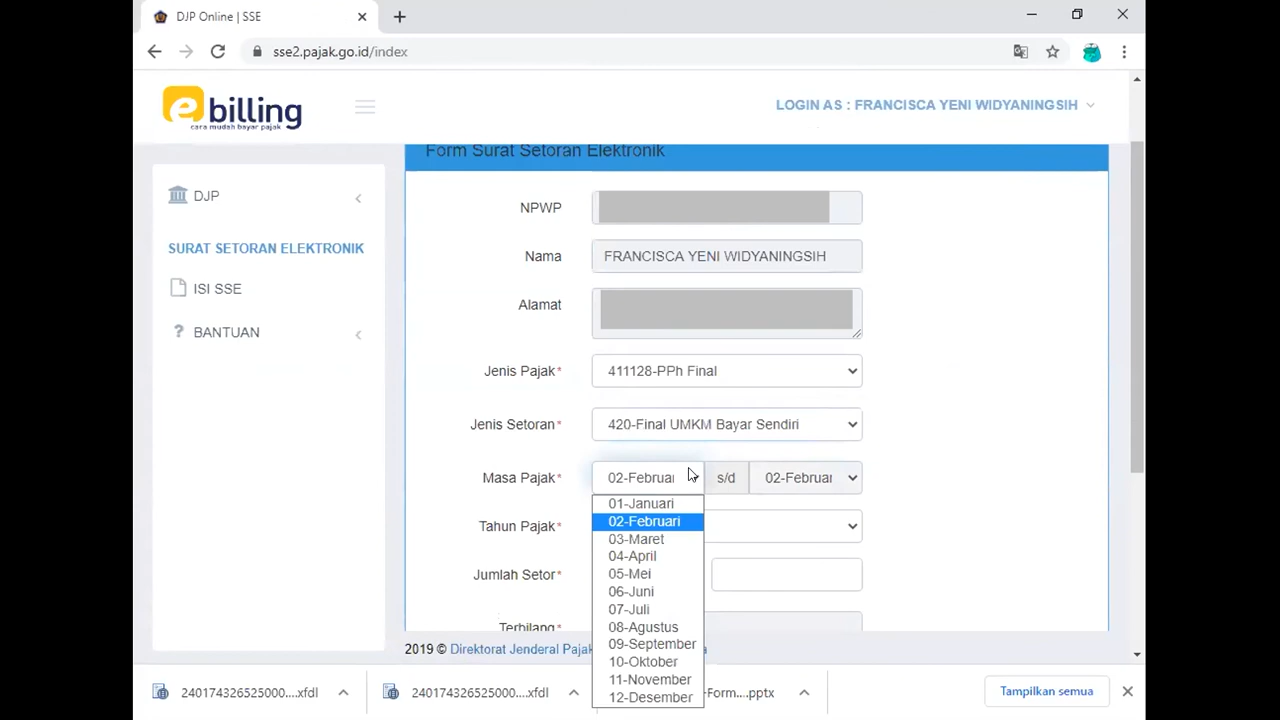 DJP Online | SSE
sse2.pajak.go.id/index
e billing
cara mudah bayar pajak
LOGIN AS : FRANCISCA YENI WIDYANINGSIH
Form Surat Setoran Elektronik
DJP
SURAT SETORAN ELEKTRONIK
ISI SSE
BANTUAN
NPWP
Nama FRANCISCA YENI WIDYANINGSIH
Alamat
Jenis Pajak* 411128-PPh Final
Jenis Setoran* 420-Final UMKM Bayar Sendiri
Masa Pajak* 02-Februar s/d 02-Februar
01-Januari
02-Februari
03-Maret
04-April
05-Mei
06-Juni
07-Juli
08-Agustus
09-September
10-Oktober
11-November
12-Desember
Tahun Pajak*
Jumlah Setor*
Terbilang
2019 © Direktorat Jenderal Pajak
240174326525000....xfdl
240174326525000....xfdl
-Form....pptx
Tampilkan semua